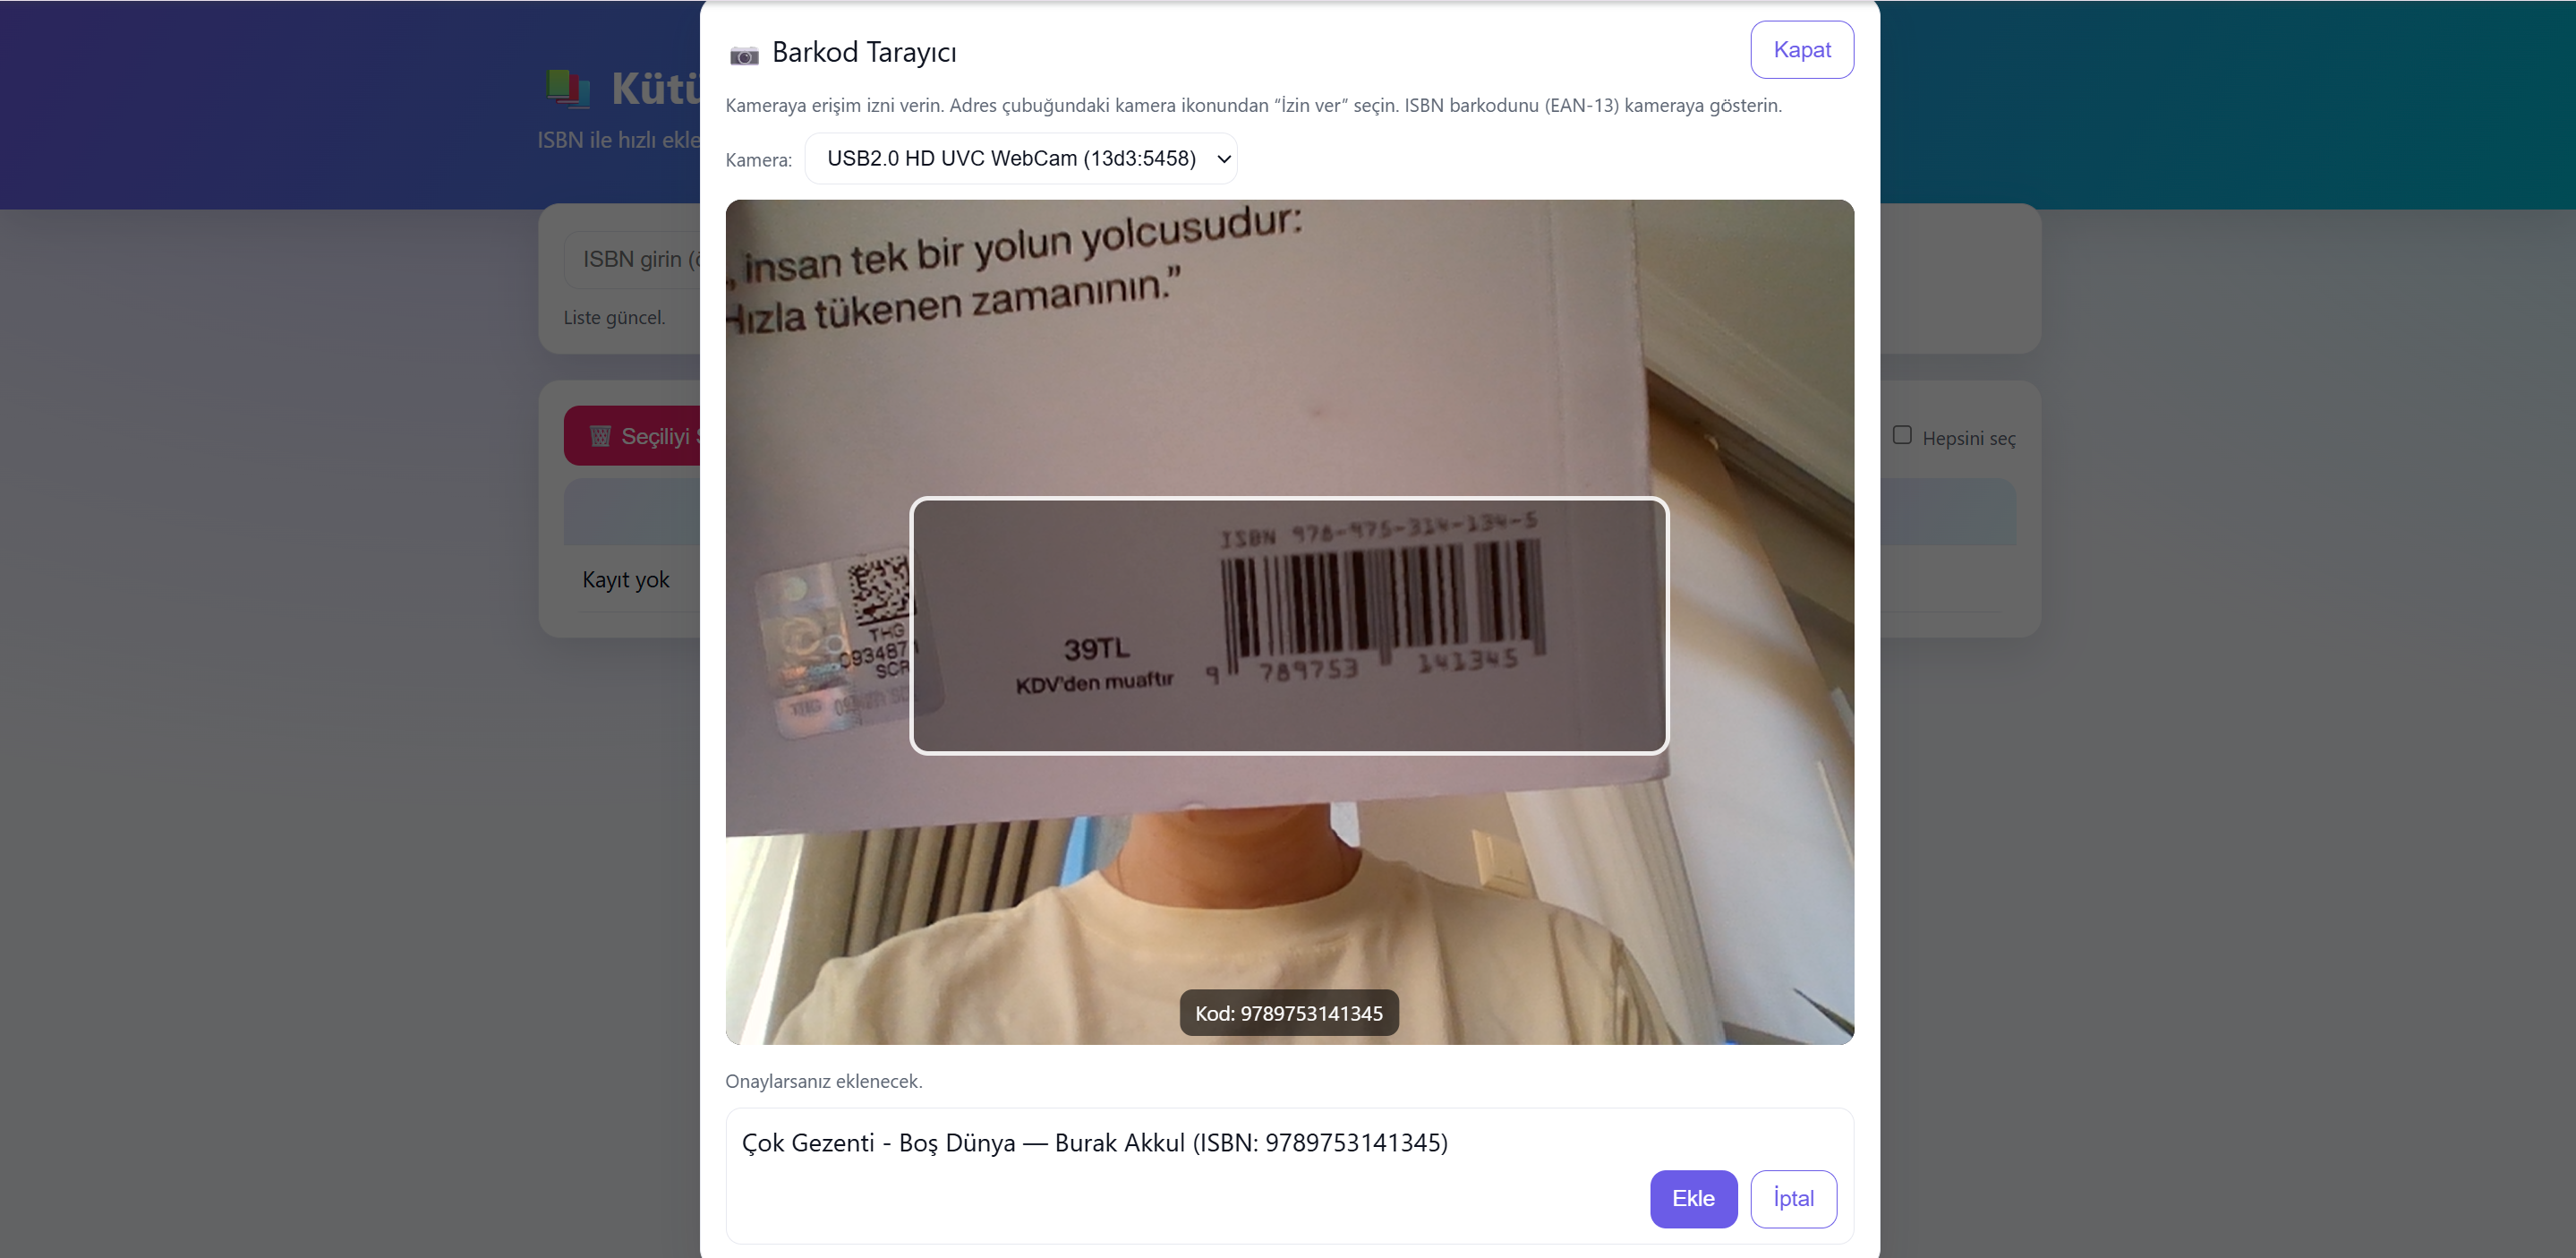 📷 Barkod Tarayıcı
Kapat
Kameraya erişim izni verin. Adres çubuğundaki kamera ikonundan “İzin ver” seçin. ISBN barkodunu (EAN-13) kameraya gösterin.
Kamera: USB2.0 HD UVC WebCam (13d3:5458)
, insan tek bir yolun yolcusudur:
Hızla tükenen zamanının.”
ISBN 978-975-314-134-5
THG
0934871
SCR
39TL
KDV'den muaftır
9 789753 141345
Kod: 9789753141345
Onaylarsanız eklenecek.
Çok Gezenti - Boş Dünya — Burak Akkul (ISBN: 9789753141345)
Ekle
İptal
📚 Kütü
ISBN ile hızlı ekle
ISBN girin (
Liste güncel.
🗑️ Seçiliyi
Hepsini seç
Kayıt yok